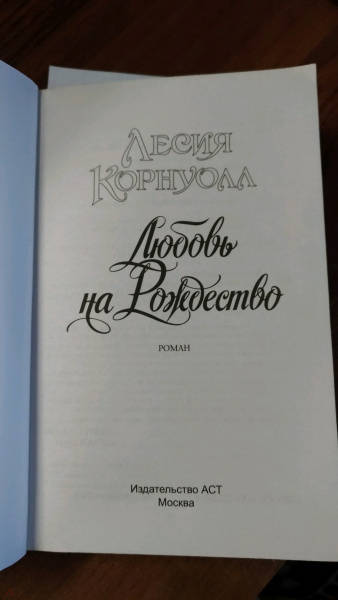 Лесия
Корнуолл
Любовь
на Рождество
РОМАН
Издательство АСТ
Москва